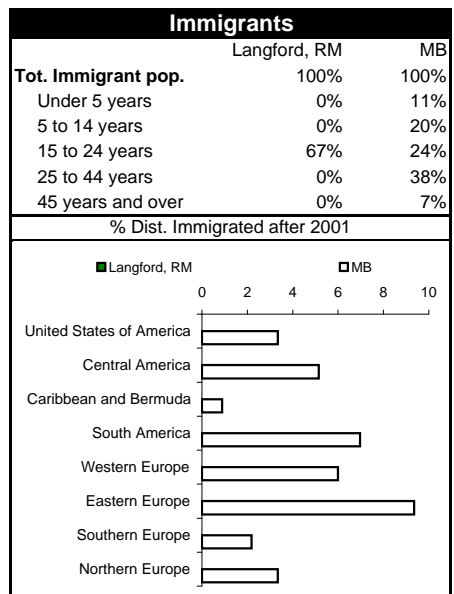 Immigrants
Langford, RM MB
Tot. Immigrant pop. 100% 100%
Under 5 years 0% 11%
5 to 14 years 0% 20%
15 to 24 years 67% 24%
25 to 44 years 0% 38%
45 years and over 0% 7%
% Dist. Immigrated after 2001
Langford, RM MB
0 2 4 6 8 10
United States of America
Central America
Caribbean and Bermuda
South America
Western Europe
Eastern Europe
Southern Europe
Northern Europe